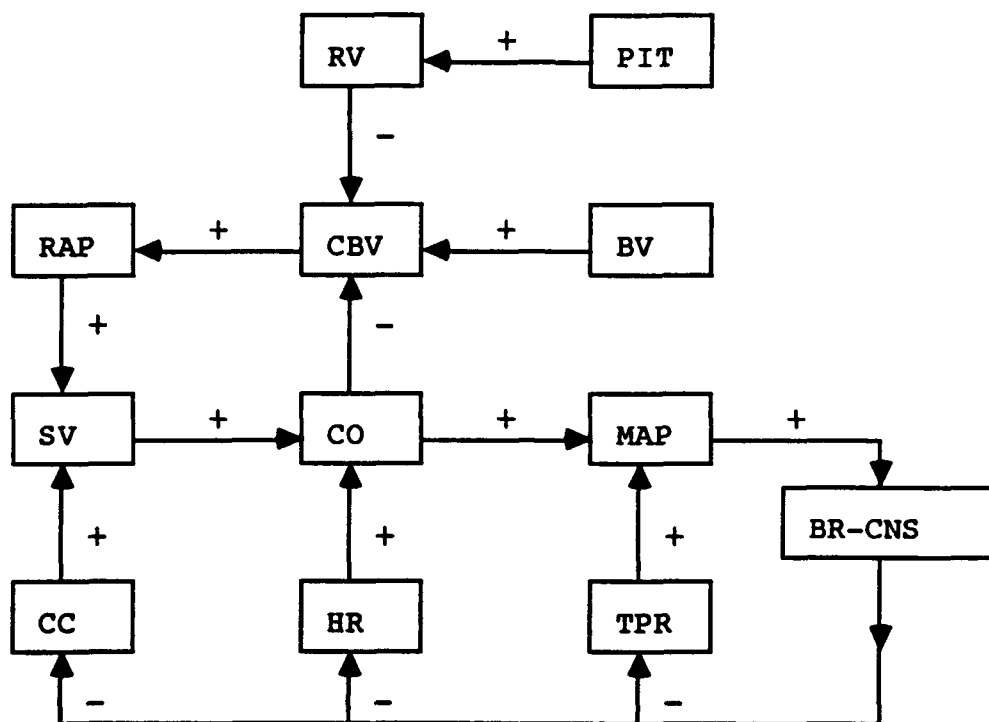 RV
+
PIT
-
RAP
+
CBV
+
BV
+
-
SV
+
CO
+
MAP
+
BR-CNS
+
+
+
CC
HR
TPR
-
-
-